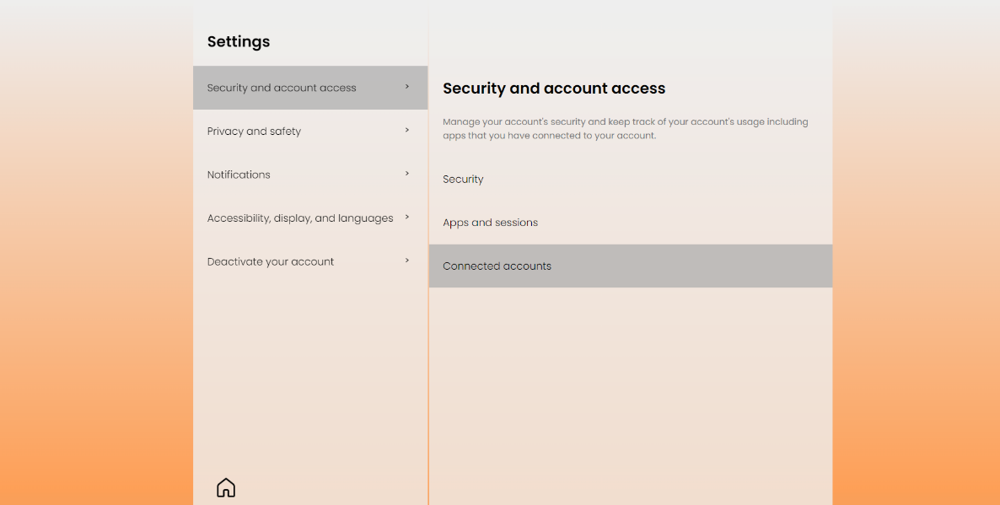 Settings
Security and account access
Privacy and safety
Notifications
Accessibility, display, and languages
Deactivate your account
Security and account access
Manage your account's security and keep track of your account's usage including
apps that you have connected to your account.
Security
Apps and sessions
Connected accounts